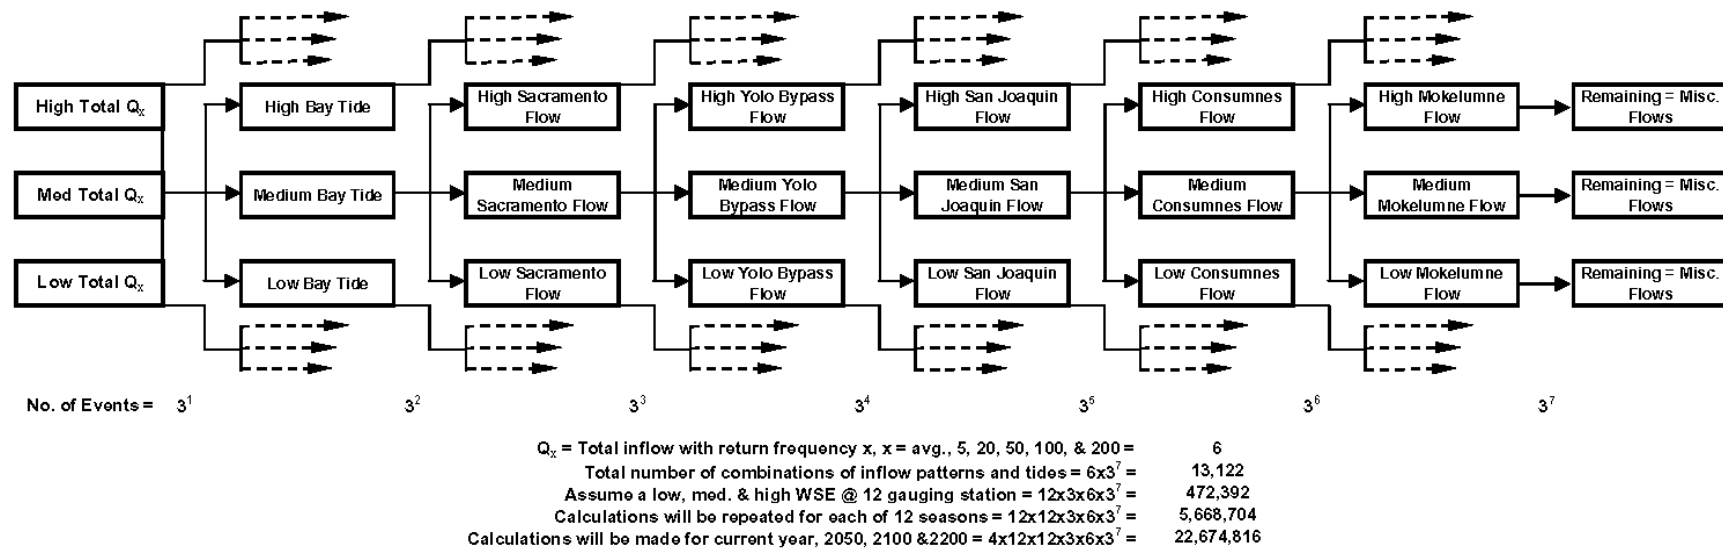 High Total Qx
High Bay Tide
High Sacramento
Flow
High Yolo Bypass
Flow
High San Joaquin
Flow
High Consumnes
Flow
High Mokelumne
Flow
Remaining = Misc.
Flows
Med Total Qx
Medium Bay Tide
Medium
Sacramento Flow
Medium Yolo
Bypass Flow
Medium San
Joaquin Flow
Medium
Consumnes Flow
Medium
Mokelumne Flow
Remaining = Misc.
Flows
Low Total Qx
Low Bay Tide
Low Sacramento
Flow
Low Yolo Bypass
Flow
Low San Joaquin
Flow
Low Consumnes
Flow
Low Mokelumne
Flow
Remaining = Misc.
Flows
No. of Events = 3¹ 3² 3³ 3⁴ 3⁵ 3⁶ 3⁷
Qx = Total inflow with return frequency x, x = avg., 5, 20, 50, 100, & 200 = 6
Total number of combinations of inflow patterns and tides = 6x3⁷ = 13,122
Assume a low, med. & high WSE @ 12 gauging station = 12x3x6x3⁷ = 472,392
Calculations will be repeated for each of 12 seasons = 12x12x3x6x3⁷ = 5,668,704
Calculations will be made for current year, 2050, 2100 &2200 = 4x12x12x3x6x3⁷ = 22,674,816